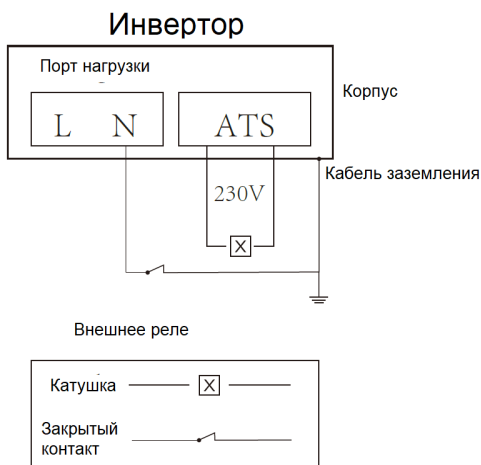 Инвертор
Порт нагрузки
Корпус
L N ATS
Кабель заземления
230V
X
Внешнее реле
Катушка X
Закрытый
контакт